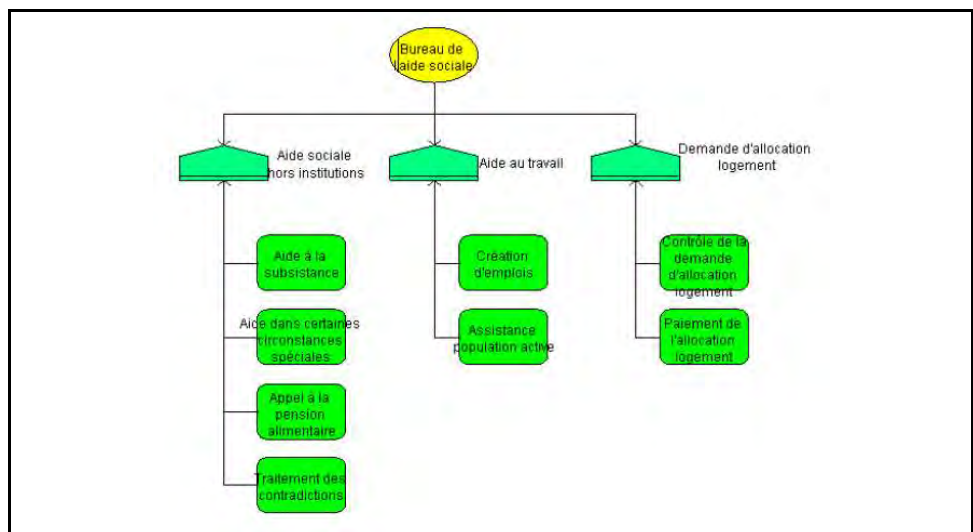 Bureau de
l'aide sociale
Aide sociale
hors institutions
Aide au travail
Demande d'allocation
logement
Aide à la
subsistance
Aide dans certaines
circonstances
spéciales
Appel à la
pension
alimentaire
Traitement des
contradictions
Création
d'emplois
Assistance
population active
Contrôle de la
demande
d'allocation
logement
Paiement de
l'allocation
logement